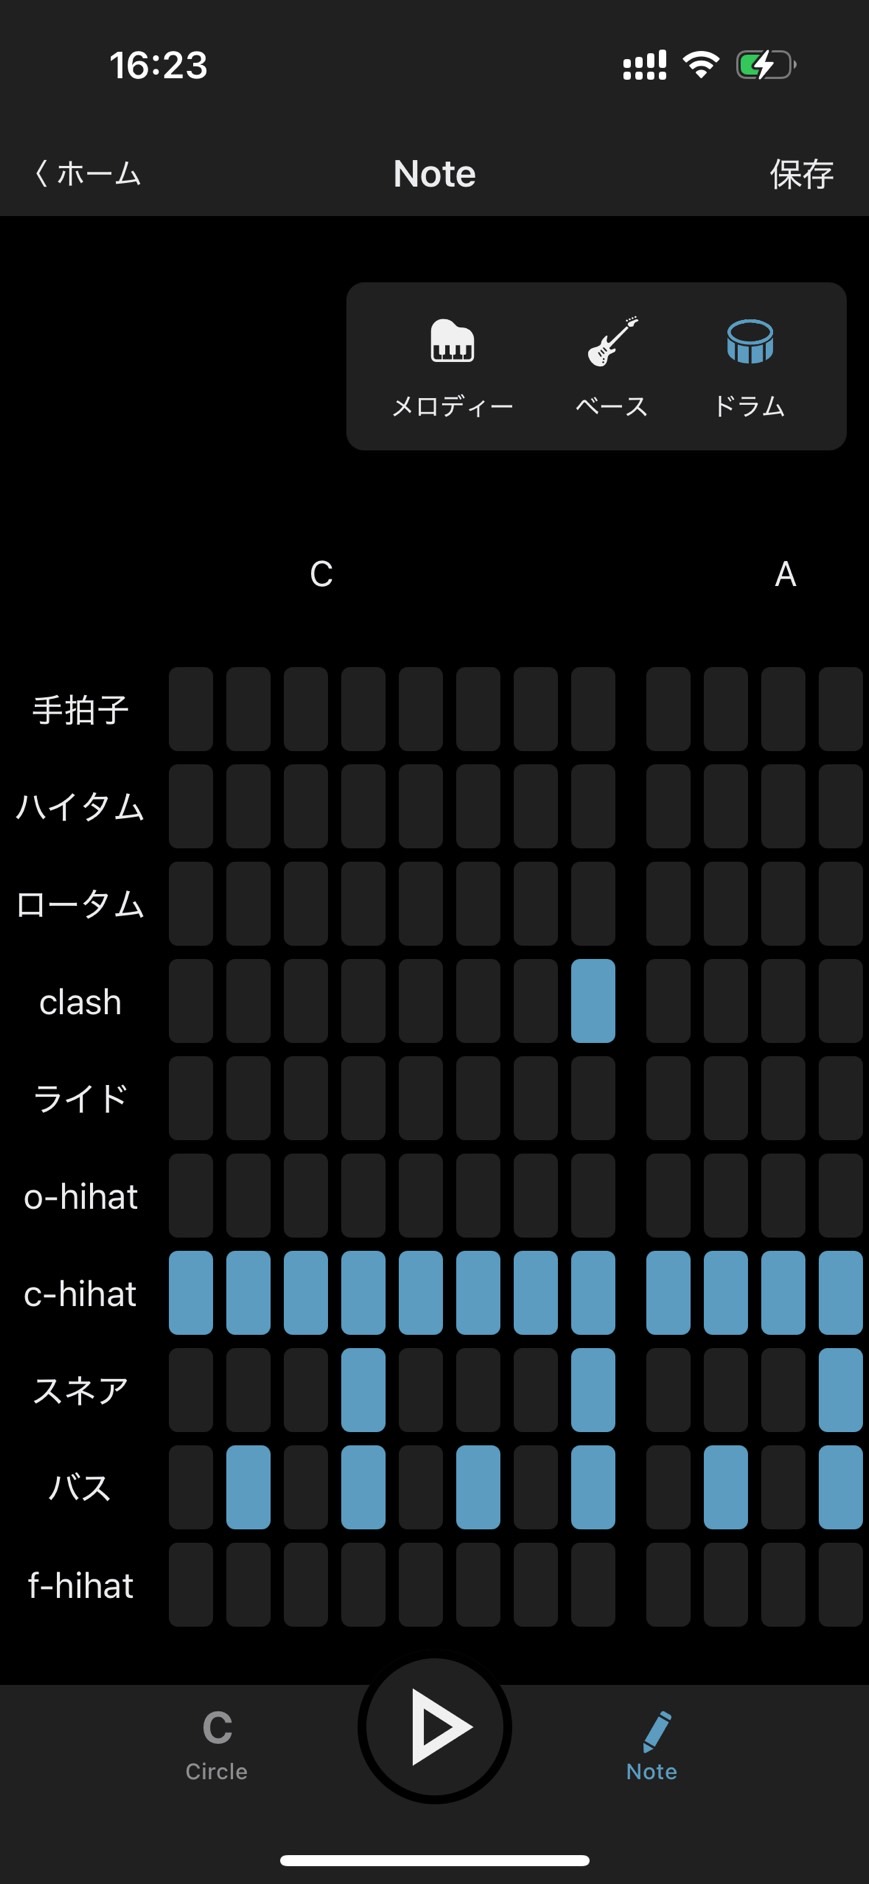 16:23
ホーム Note 保存
メロディー ベース ドラム
C A
手拍子
ハイタム
ロータム
clash
ライド
o-hihat
c-hihat
スネア
バス
f-hihat
C
Circle Note